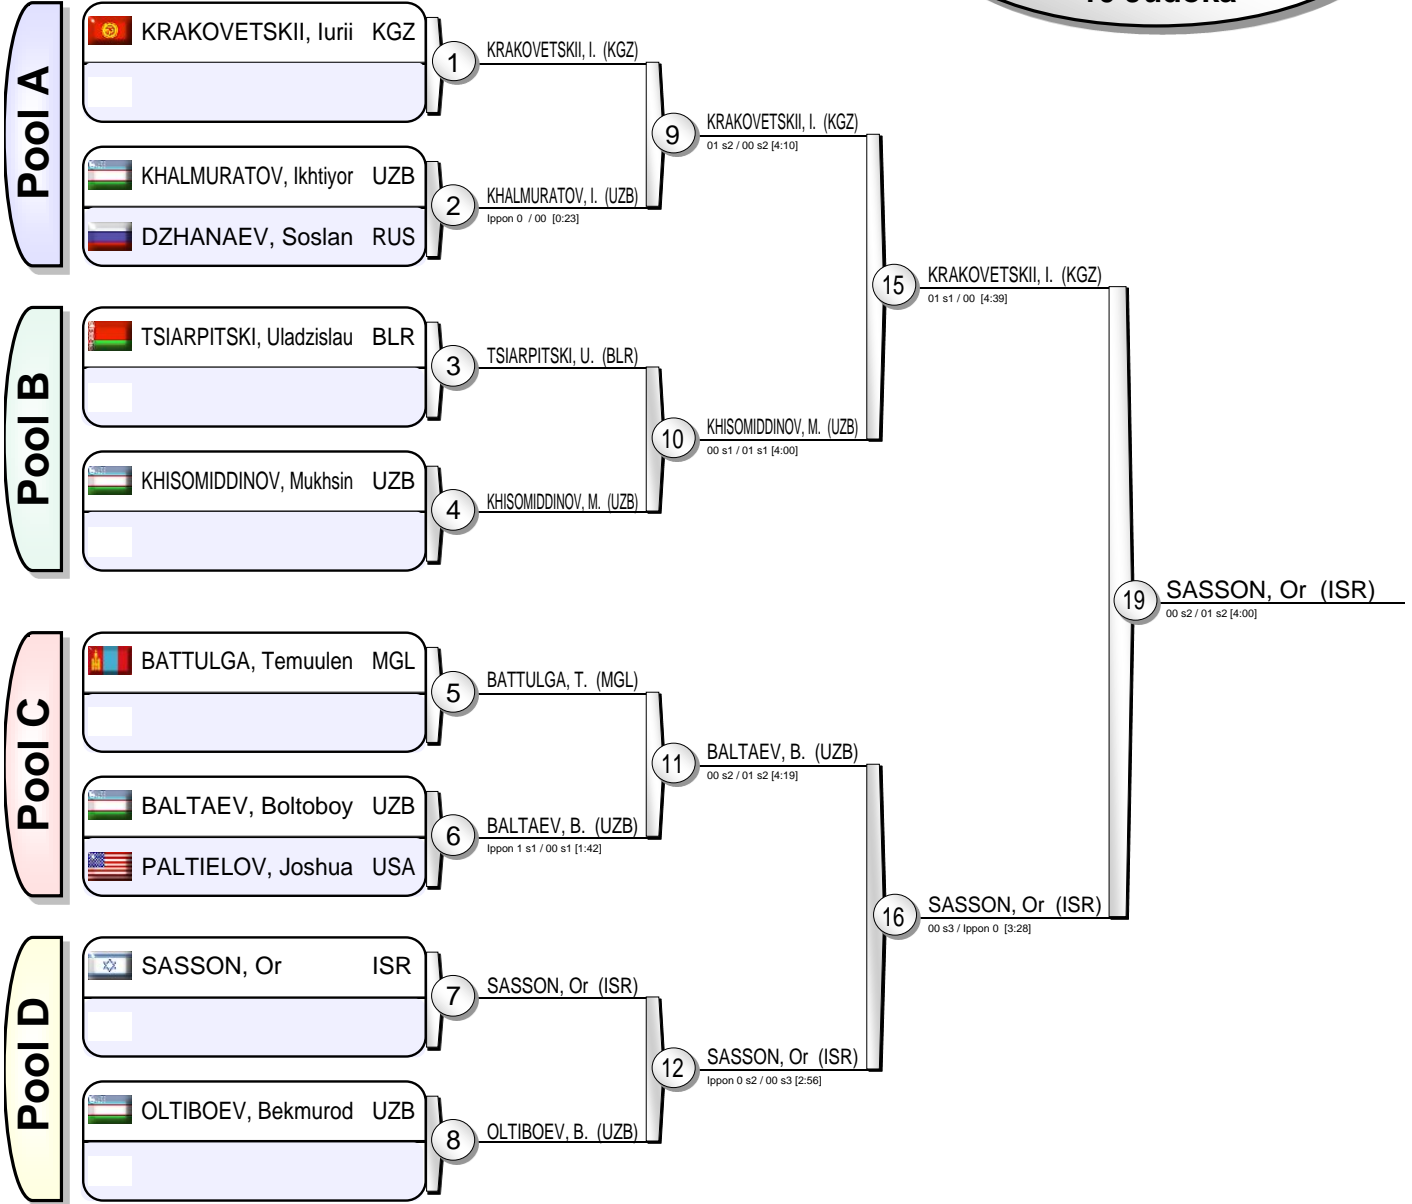 10 Judoka
Pool A
KRAKOVETSKII, Iurii KGZ
KHALMURATOV, Ikhtiyor UZB
DZHANAEV, Soslan RUS
1
KRAKOVETSKII, I. (KGZ)
2
KHALMURATOV, I. (UZB)
Ippon 0 / 00 [0:23]
9
KRAKOVETSKII, I. (KGZ)
01 s2 / 00 s2 [4:10]
Pool B
TSIARPITSKI, Uladzislau BLR
KHISOMIDDINOV, Mukhsin UZB
3
TSIARPITSKI, U. (BLR)
4
KHISOMIDDINOV, M. (UZB)
10
KHISOMIDDINOV, M. (UZB)
00 s1 / 01 s1 [4:00]
15
KRAKOVETSKII, I. (KGZ)
01 s1 / 00 [4:39]
Pool C
BATTULGA, Temuulen MGL
BALTAEV, Boltoboy UZB
PALTIELOV, Joshua USA
5
BATTULGA, T. (MGL)
6
BALTAEV, B. (UZB)
Ippon 1 s1 / 00 s1 [1:42]
11
BALTAEV, B. (UZB)
00 s2 / 01 s2 [4:19]
Pool D
SASSON, Or ISR
OLTIBOEV, Bekmurod UZB
7
SASSON, Or (ISR)
8
OLTIBOEV, B. (UZB)
12
SASSON, Or (ISR)
Ippon 0 s2 / 00 s3 [2:56]
16
SASSON, Or (ISR)
00 s3 / Ippon 0 [3:28]
19
SASSON, Or (ISR)
00 s2 / 01 s2 [4:00]